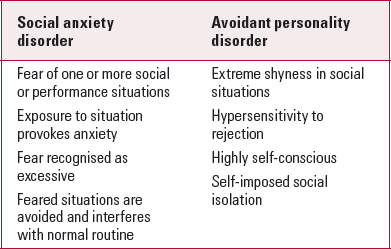 Social anxiety
disorder
Fear of one or more social
or performance situations
Exposure to situation
provokes anxiety
Fear recognised as
excessive
Feared situations are
avoided and interferes
with normal routine
Avoidant personality
disorder
Extreme shyness in social
situations
Hypersensitivity to
rejection
Highly self-conscious
Self-imposed social
isolation